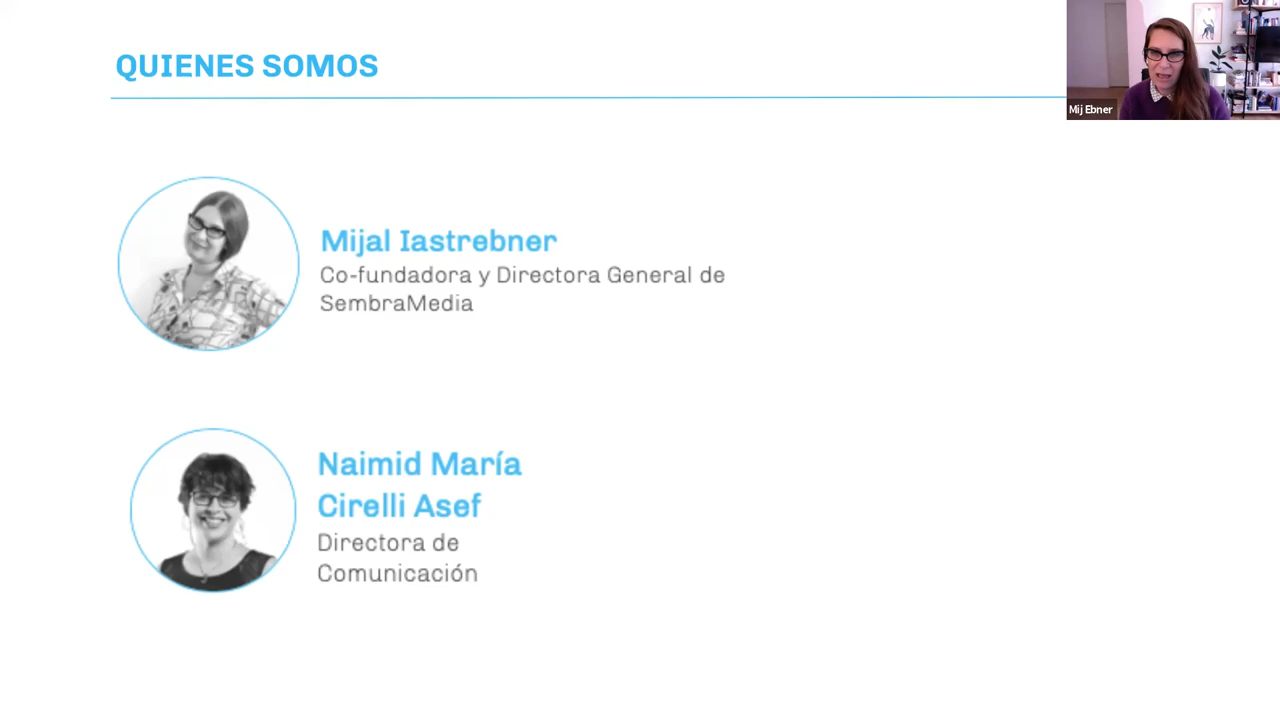 QUIENES SOMOS
Mij Ebner
Mijal Iastrebner
Co-fundadora y Directora General de
SembraMedia
Naimid María
Cirelli Asef
Directora de
Comunicación